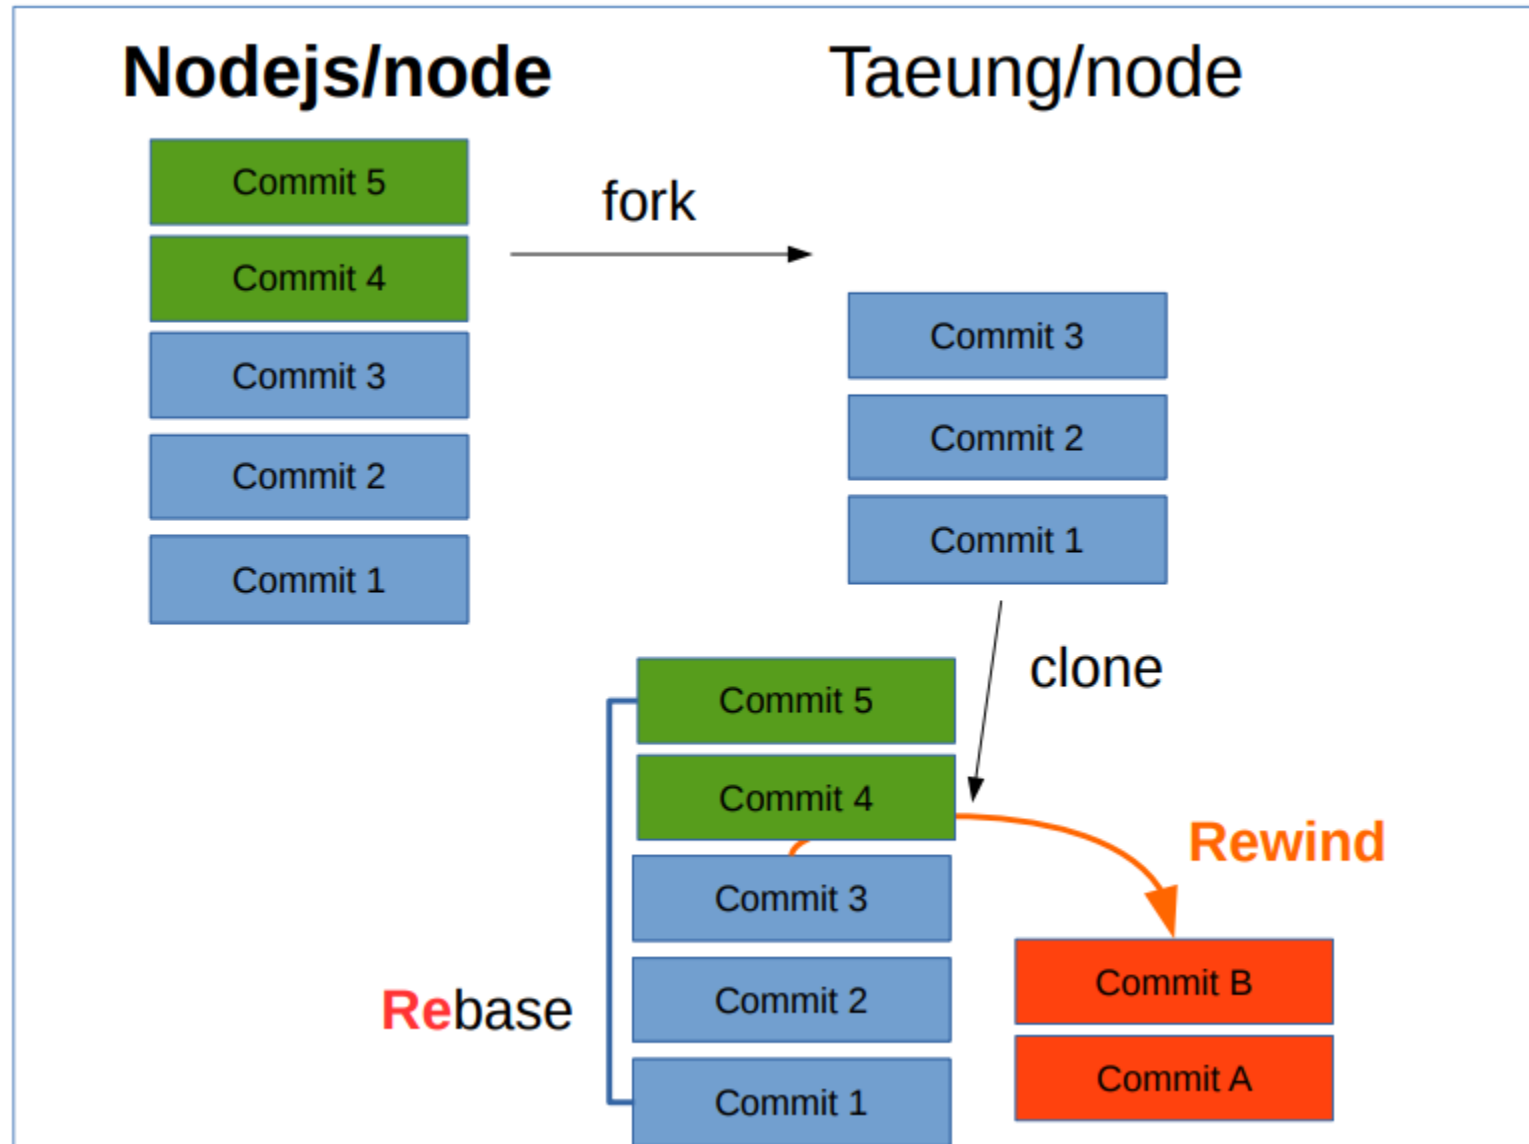 Nodejs/node
Taeung/node
Commit 5
Commit 4
Commit 3
Commit 2
Commit 1
fork
Commit 3
Commit 2
Commit 1
clone
Commit 5
Commit 4
Commit 3
Commit 2
Commit 1
Rebase
Rewind
Commit B
Commit A